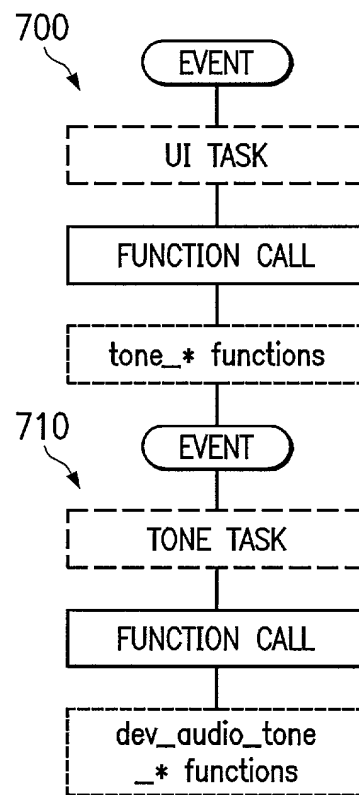 700
EVENT
UI TASK
FUNCTION CALL
tone_* functions
710
EVENT
TONE TASK
FUNCTION CALL
dev_audio_tone
_* functions